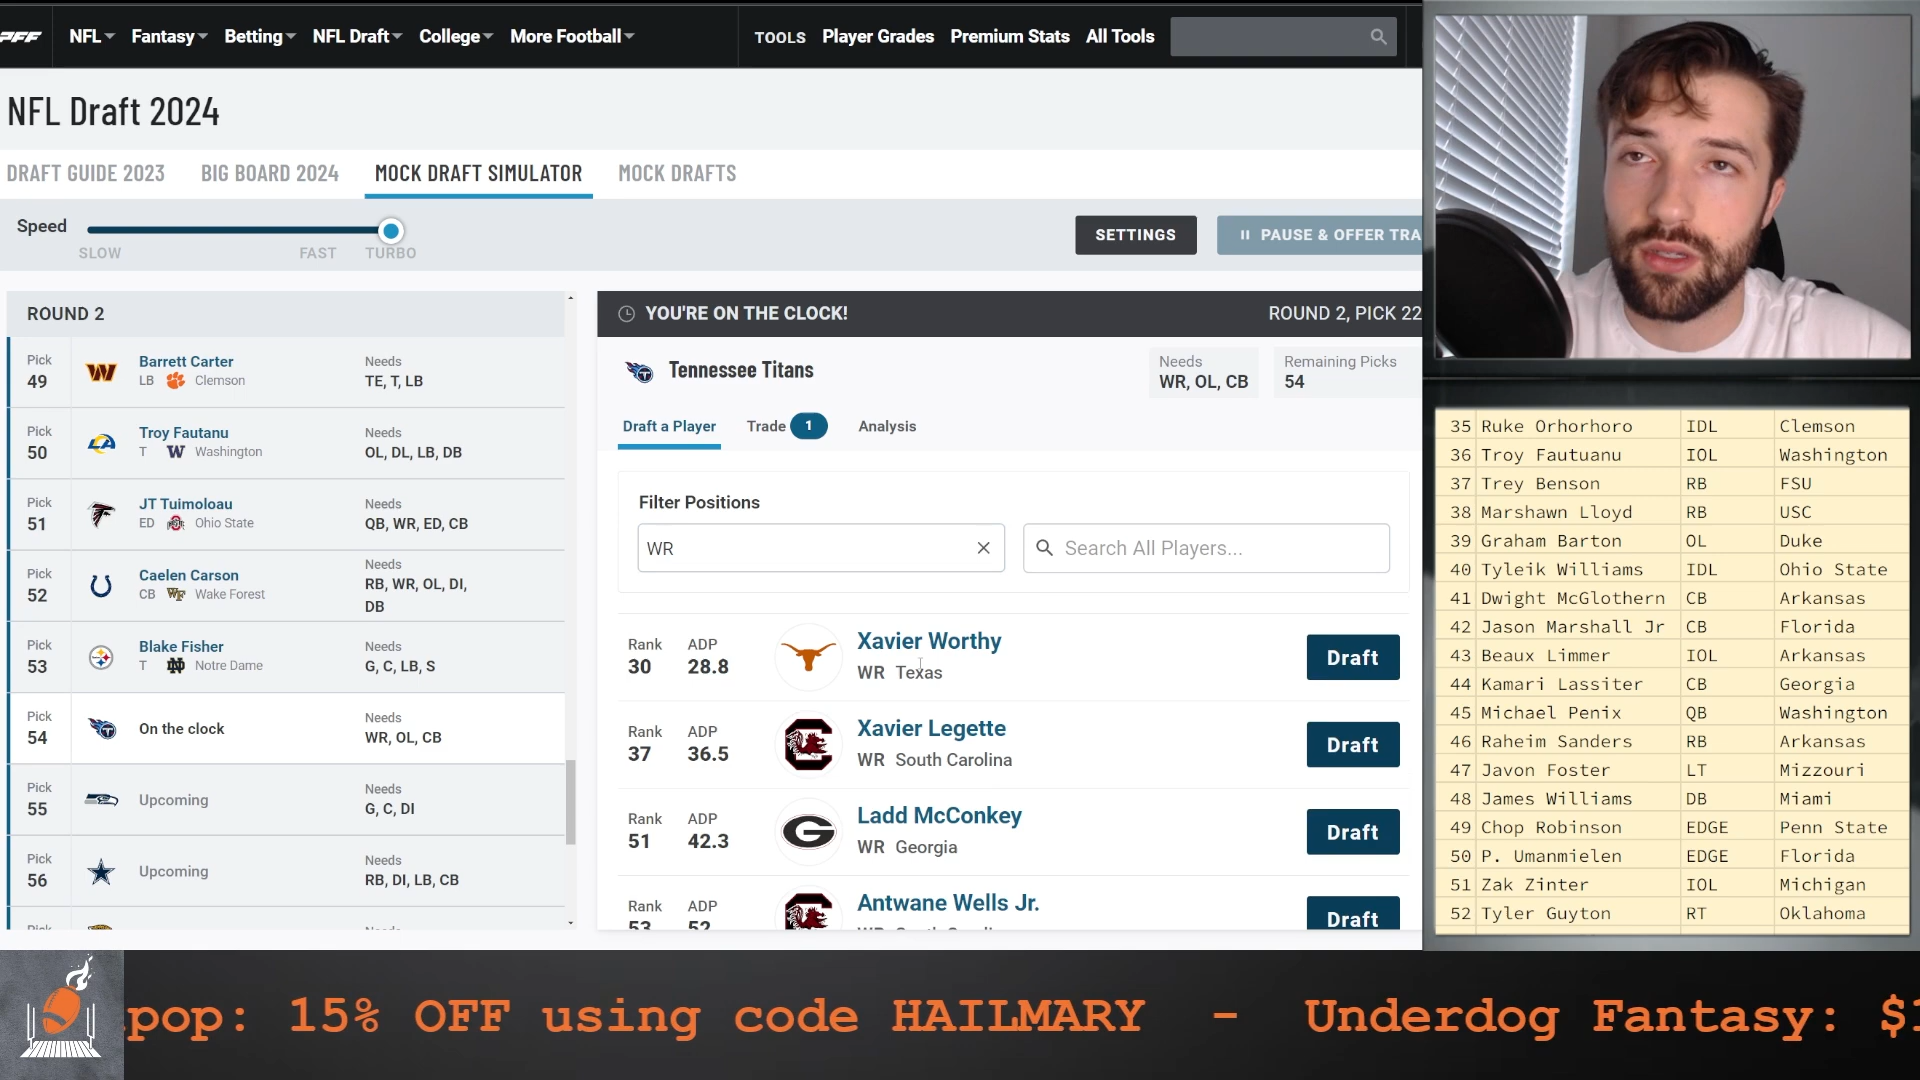 PFF NFL Fantasy Betting NFL Draft College More Football TOOLS Player Grades Premium Stats All Tools
NFL Draft 2024
DRAFT GUIDE 2023 BIG BOARD 2024 MOCK DRAFT SIMULATOR MOCK DRAFTS
Speed
SLOW FAST TURBO
SETTINGS
PAUSE & OFFER TRA
ROUND 2
Pick
49
Barrett Carter
LB Clemson
Needs
TE, T, LB
Pick
50
Troy Fautanu
T W Washington
Needs
OL, DL, LB, DB
Pick
51
JT Tuimoloau
ED Ohio State
Needs
QB, WR, ED, CB
Pick
52
Caelen Carson
CB WF Wake Forest
Needs
RB, WR, OL, DI,
DB
Pick
53
Blake Fisher
T ND Notre Dame
Needs
G, C, LB, S
Pick
54
On the clock
Needs
WR, OL, CB
Pick
55
Upcoming
Needs
G, C, DI
Pick
56
Upcoming
Needs
RB, DI, LB, CB
YOU'RE ON THE CLOCK!
ROUND 2, PICK 22
Tennessee Titans
Needs
WR, OL, CB
Remaining Picks
54
Draft a Player Trade 1 Analysis
Filter Positions
WR
Search All Players...
Rank ADP
30 28.8
Xavier Worthy
WR Texas
Draft
Rank ADP
37 36.5
Xavier Legette
WR South Carolina
Draft
Rank ADP
51 42.3
Ladd McConkey
WR Georgia
Draft
Rank ADP
53 52
Antwane Wells Jr.
Draft
35 Ruke Orhorhoro IDL Clemson
36 Troy Fautuanu IOL Washington
37 Trey Benson RB FSU
38 Marshawn Lloyd RB USC
39 Graham Barton OL Duke
40 Tyleik Williams IDL Ohio State
41 Dwight McGlothern CB Arkansas
42 Jason Marshall Jr CB Florida
43 Beaux Limmer IOL Arkansas
44 Kamari Lassiter CB Georgia
45 Michael Penix QB Washington
46 Raheim Sanders RB Arkansas
47 Javon Foster LT Mizzouri
48 James Williams DB Miami
49 Chop Robinson EDGE Penn State
50 P. Umanmielen EDGE Florida
51 Zak Zinter IOL Michigan
52 Tyler Guyton RT Oklahoma
pop: 15% OFF using code HAILMARY - Underdog Fantasy: $1